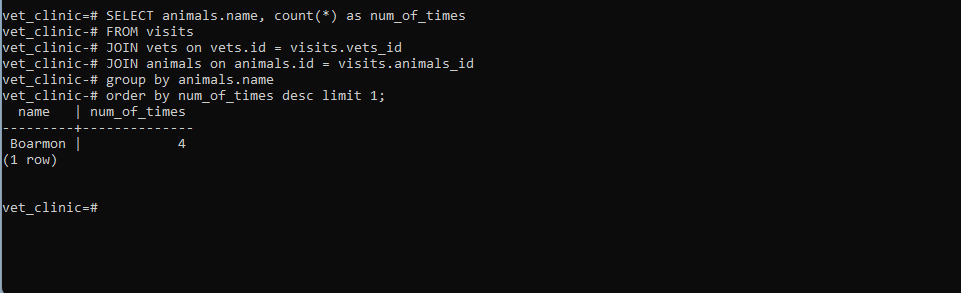 vet_clinic=# SELECT animals.name, count(*) as num_of_times
vet_clinic-# FROM visits
vet_clinic-# JOIN vets on vets.id = visits.vets_id
vet_clinic-# JOIN animals on animals.id = visits.animals_id
vet_clinic-# group by animals.name
vet_clinic-# order by num_of_times desc limit 1;
  name   | num_of_times
---------+--------------
 Boarmon |            4
(1 row)
vet_clinic=#